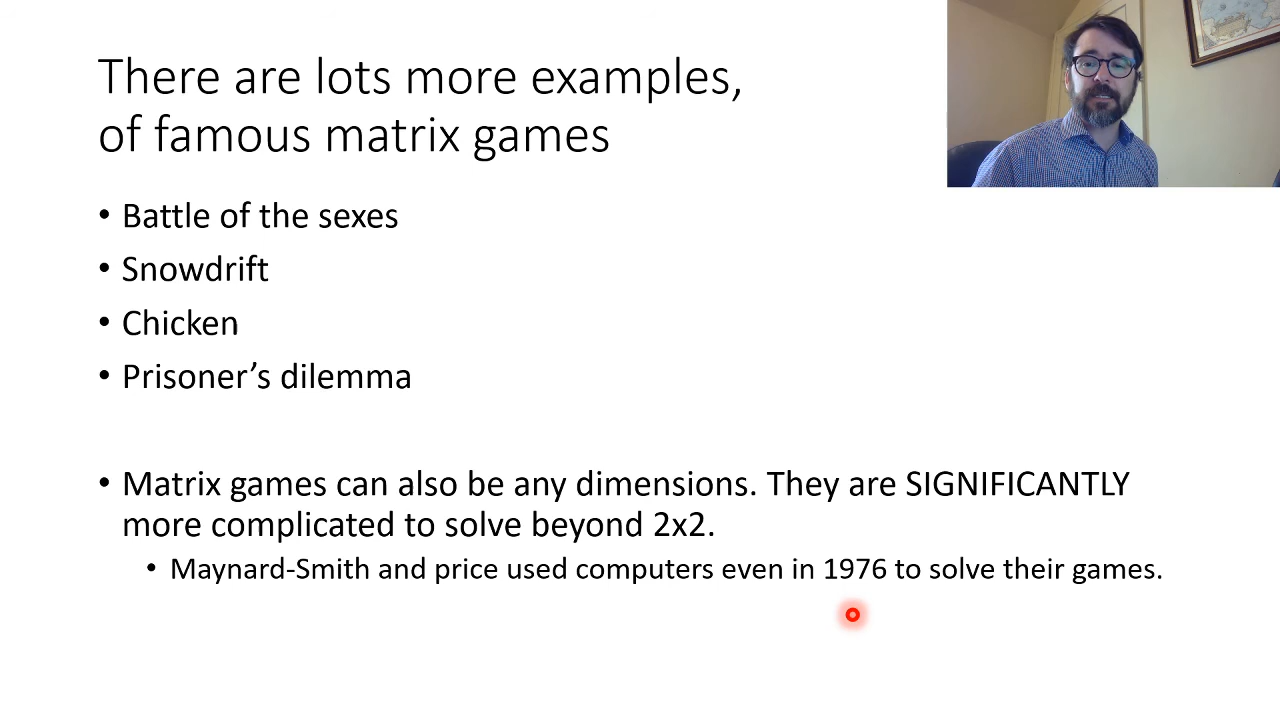 There are lots more examples,
of famous matrix games
• Battle of the sexes
• Snowdrift
• Chicken
• Prisoner’s dilemma
• Matrix games can also be any dimensions. They are SIGNIFICANTLY
more complicated to solve beyond 2x2.
• Maynard-Smith and price used computers even in 1976 to solve their games.